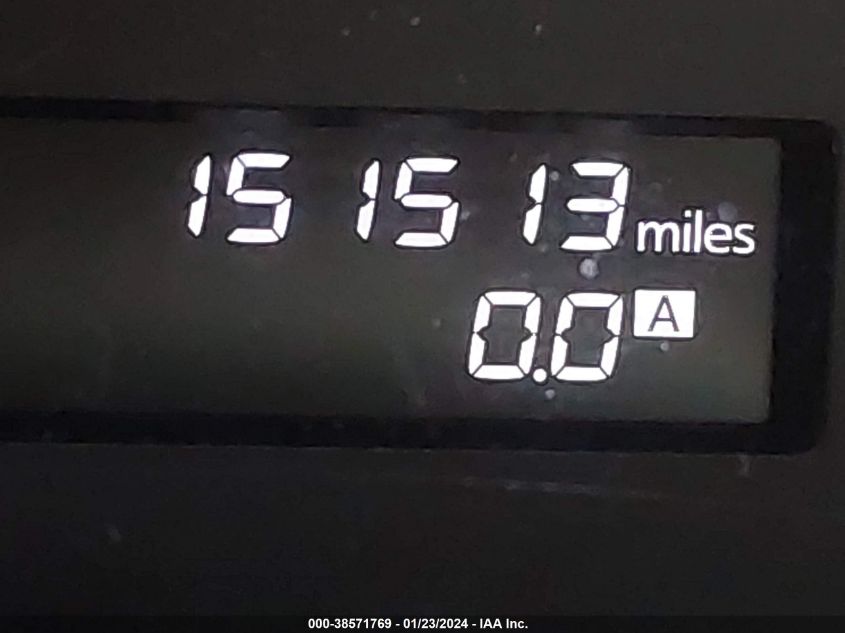 151513 miles
0.0 A
000-38571769 - 01/23/2024 - IAA Inc.